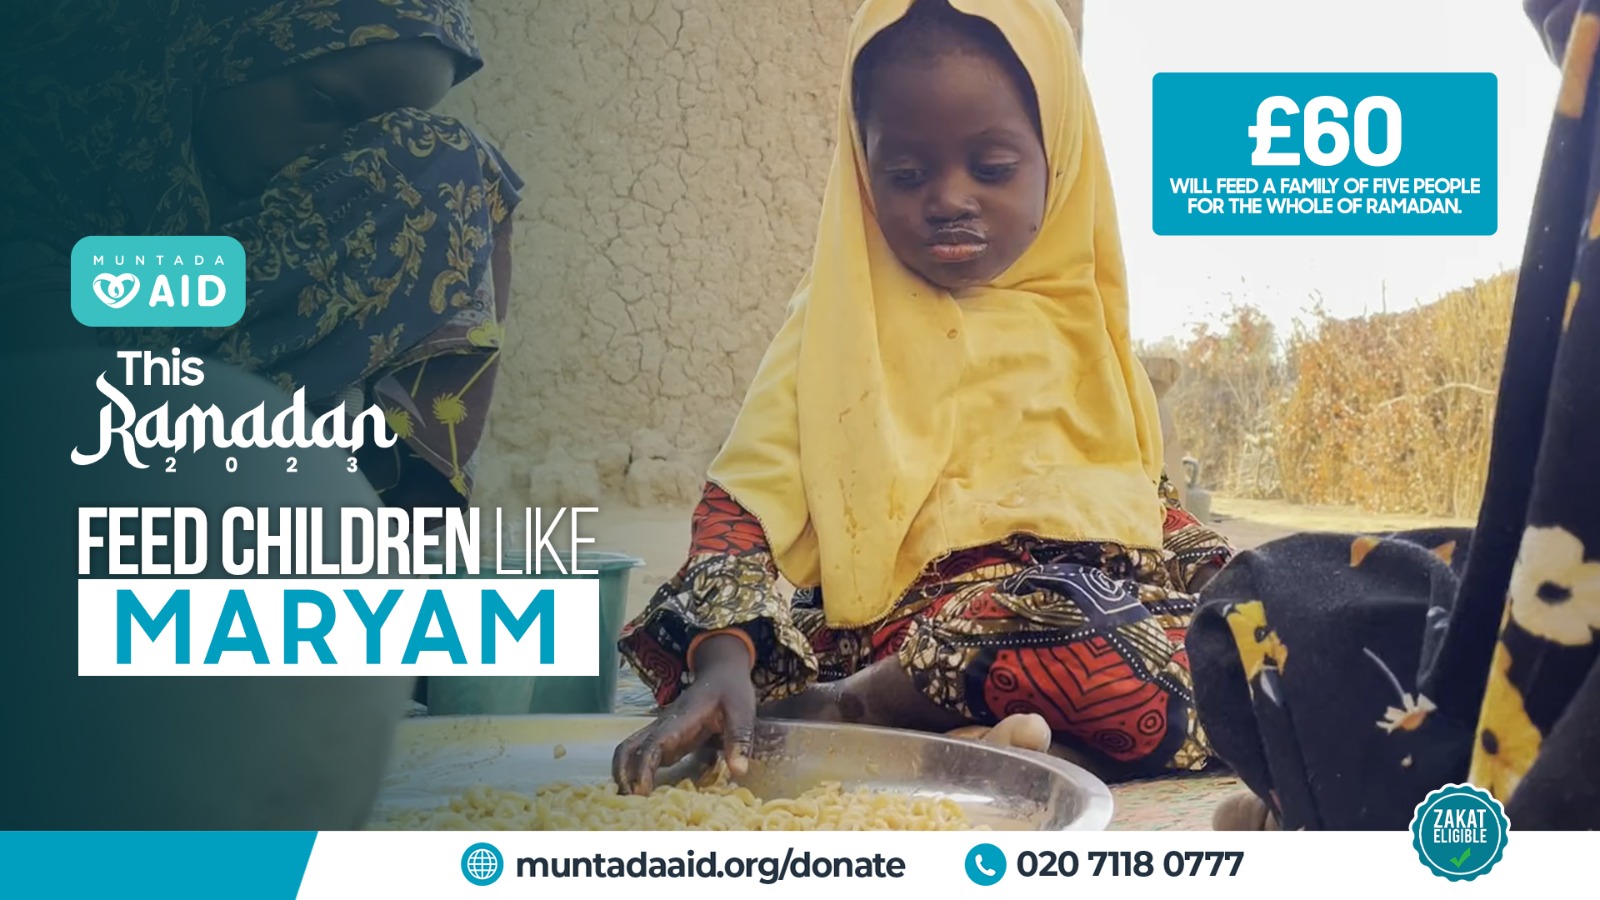 MUNTADA
AID
This
Ramadan
2023
FEED CHILDREN LIKE
MARYAM
£60
WILL FEED A FAMILY OF FIVE PEOPLE
FOR THE WHOLE OF RAMADAN.
muntadaaid.org/donate
020 7118 0777
ZAKAT
ELIGIBLE